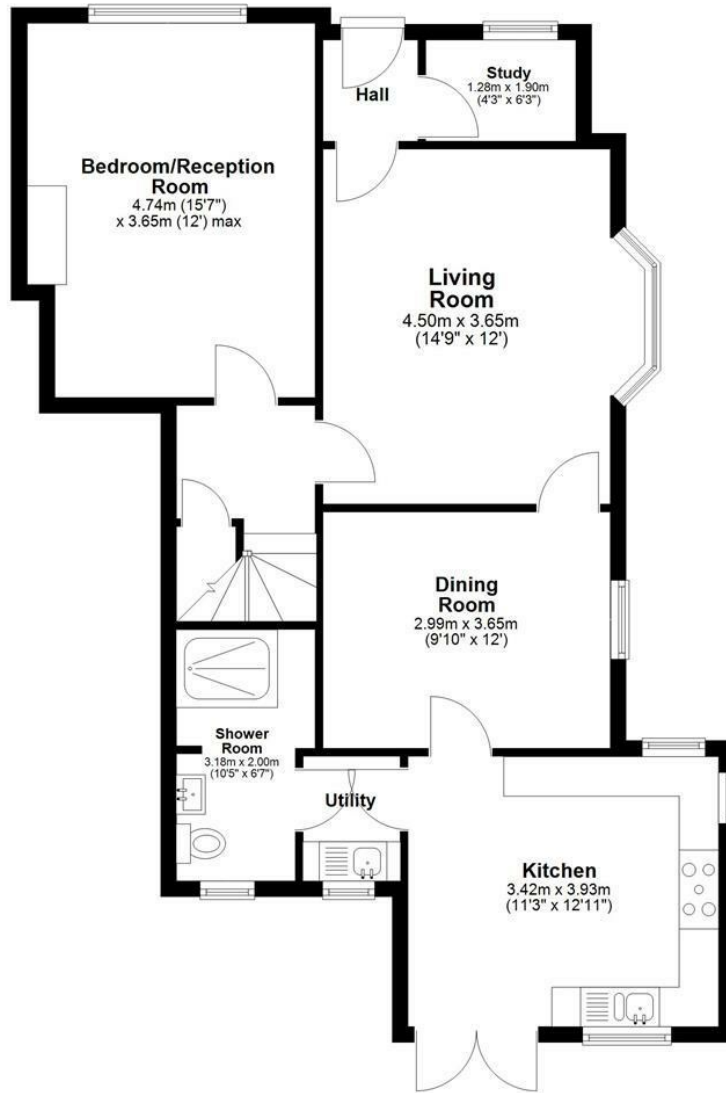 Study
1.28m x 1.90m
(4'3" x 6'3")
Hall
Bedroom/Reception
Room
4.74m (15'7")
x 3.65m (12') max
Living
Room
4.50m x 3.65m
(14'9" x 12')
Dining
Room
2.99m x 3.65m
(9'10" x 12')
Shower
Room
3.18m x 2.00m
(10'5" x 6'7")
Utility
Kitchen
3.42m x 3.93m
(11'3" x 12'11")